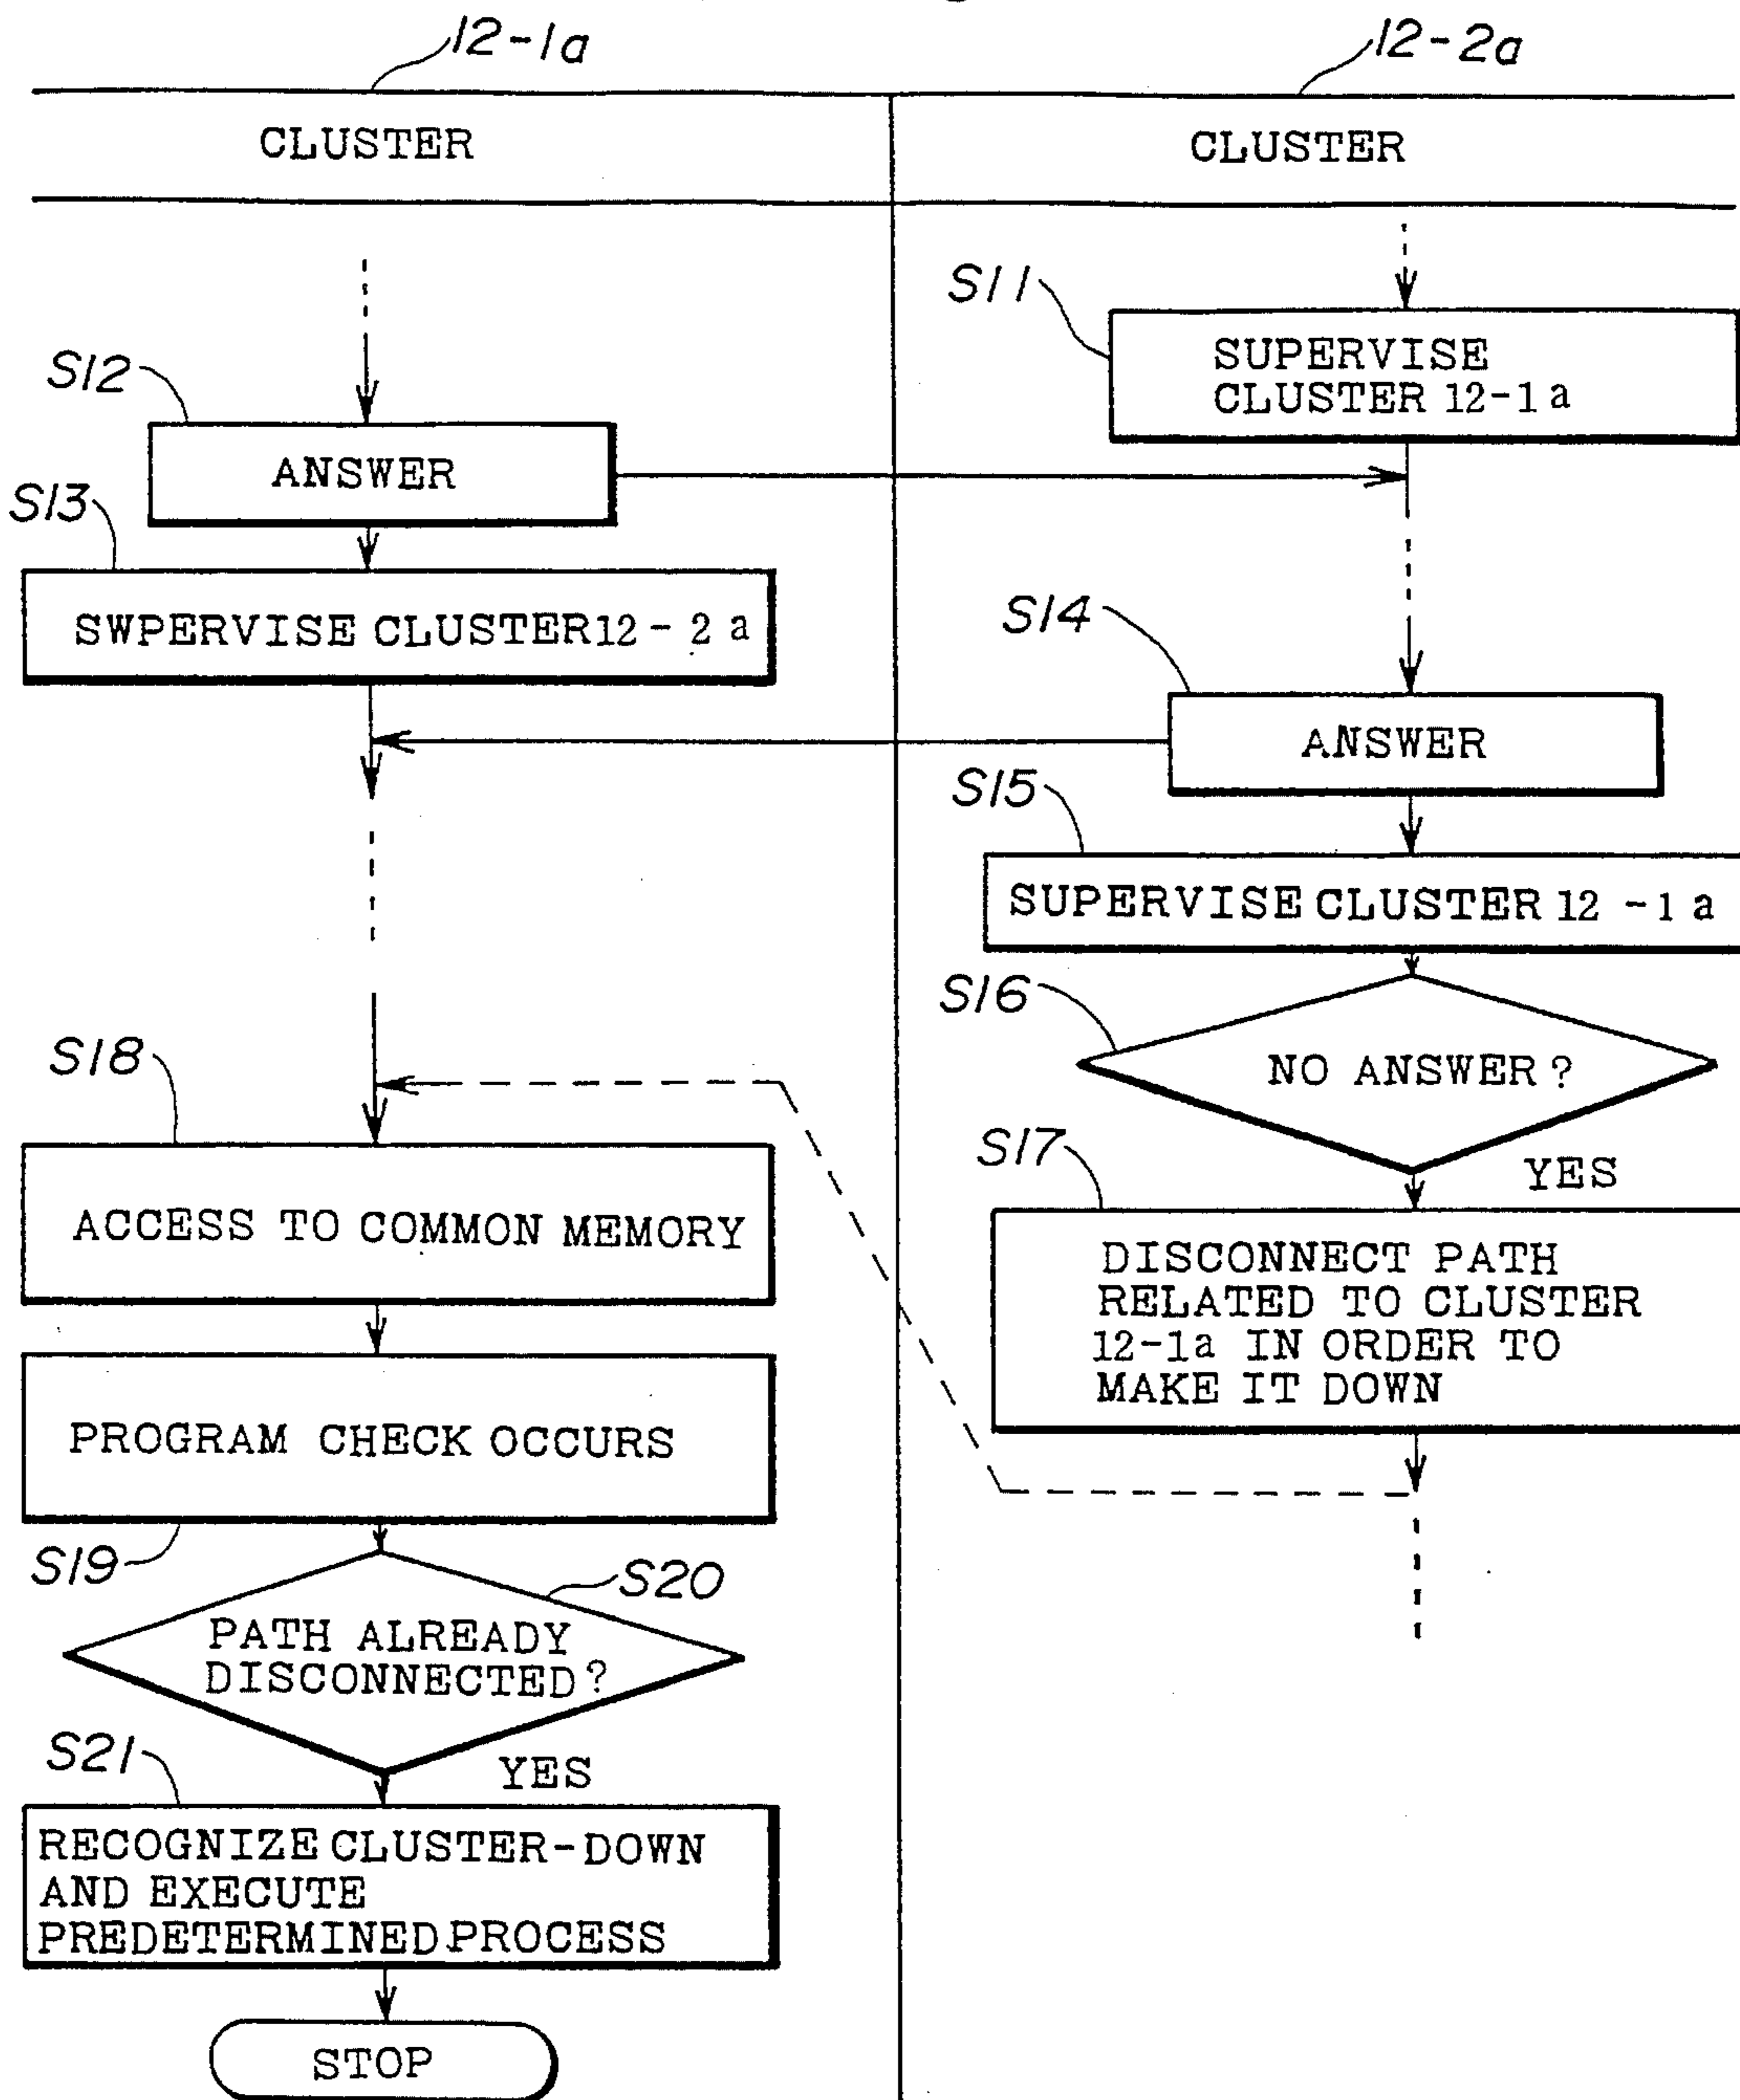 12-1a
12-2a
CLUSTER
CLUSTER
S11
SUPERVISE
CLUSTER 12-1a
S12
ANSWER
S13
SWPERVISE CLUSTER12-2a
S14
ANSWER
S15
SUPERVISE CLUSTER 12-1a
S16
NO ANSWER?
YES
S17
DISCONNECT PATH
RELATED TO CLUSTER
12-1a IN ORDER TO
MAKE IT DOWN
S18
ACCESS TO COMMON MEMORY
PROGRAM CHECK OCCURS
S19
S20
PATH ALREADY
DISCONNECTED?
YES
S21
RECOGNIZE CLUSTER-DOWN
AND EXECUTE
PREDETERMINED PROCESS
STOP